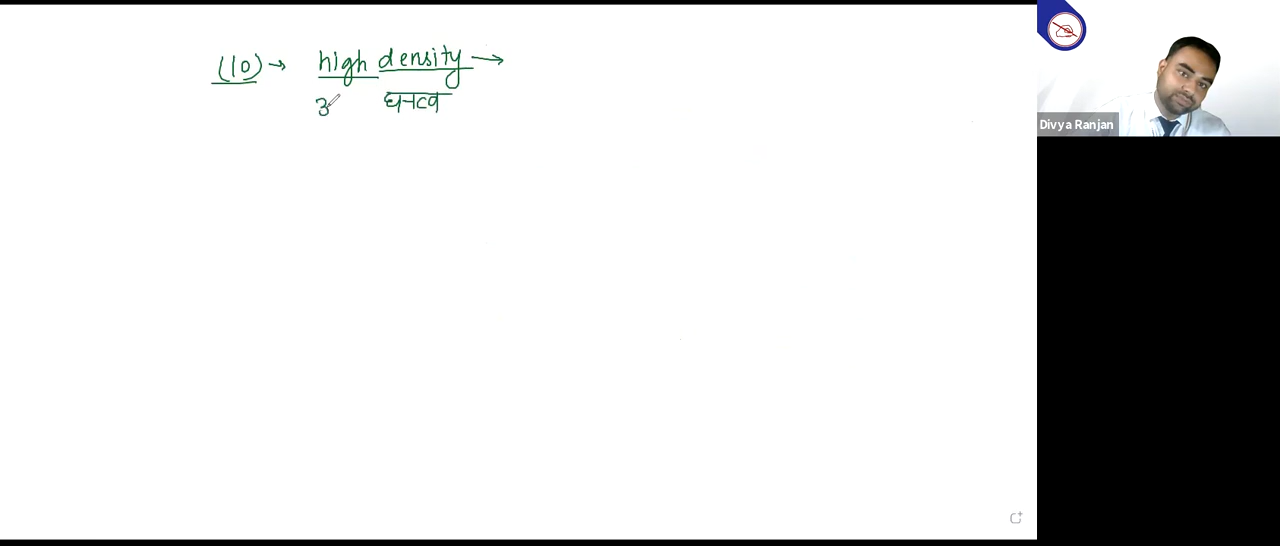 (10) → high density →
घनत्व
Divya Ranjan